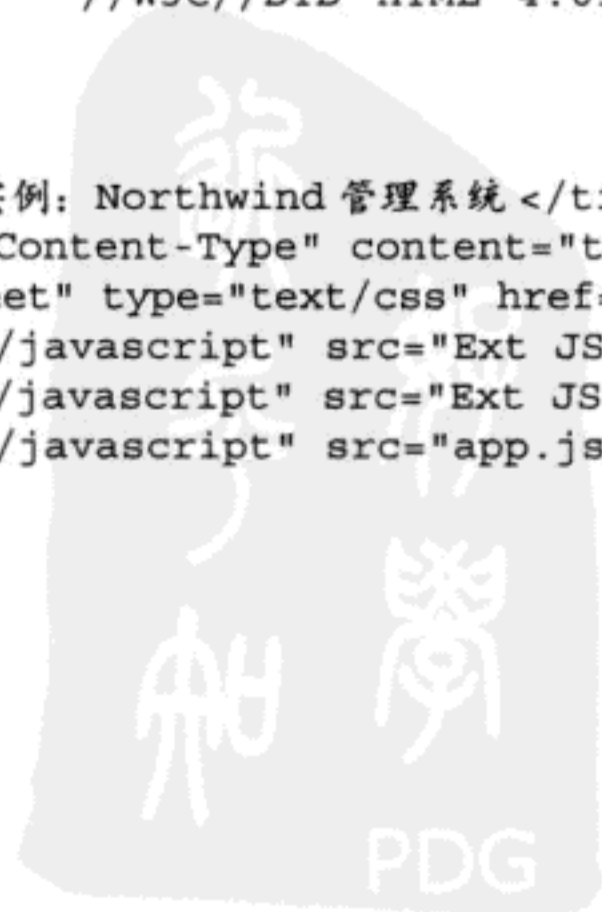 //W3C//DTD HTML 4.0
例：Northwind 管理系统</ti
Content-Type" content="t
et" type="text/css" href=
/javascript" src="Ext JS
/javascript" src="Ext JS
/javascript" src="app.js
PDG